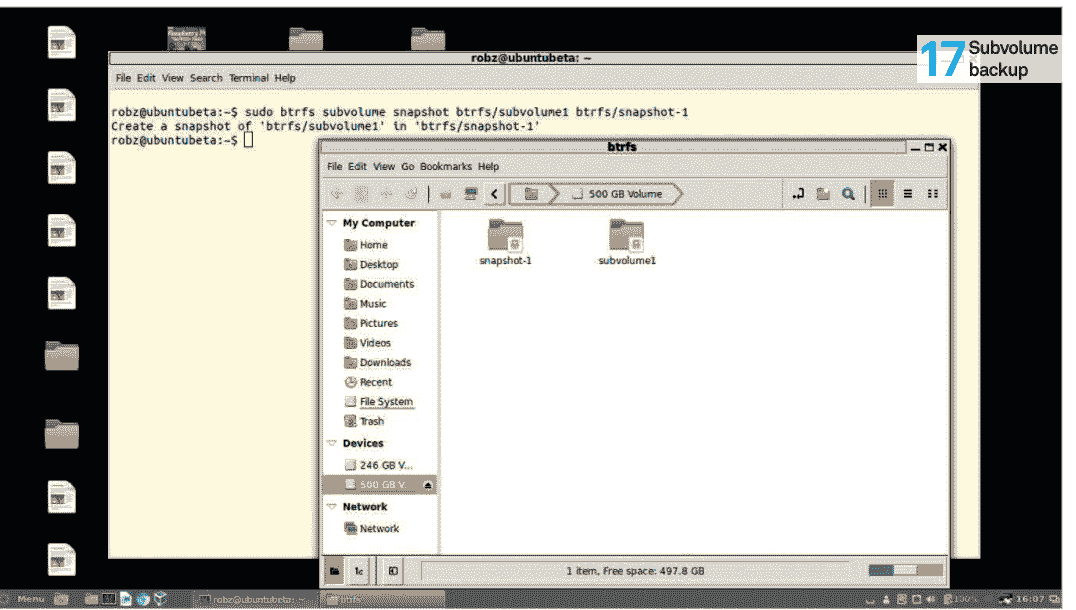 17 Subvolume
backup
robz@ubuntubeta: ~
File Edit View Search Terminal Help
robz@ubuntubeta:~$ sudo btrfs subvolume snapshot btrfs/subvolume1 btrfs/snapshot-1
Create a snapshot of 'btrfs/subvolume1' in 'btrfs/snapshot-1'
robz@ubuntubeta:~$
btrfs
File Edit View Go Bookmarks Help
500 GB Volume
My Computer
Home
Desktop
Documents
Music
Pictures
Videos
Downloads
Recent
File System
Trash
Devices
246 GB V...
500 GB V.
Network
Network
snapshot-1
subvolume1
1 item, Free space: 497.8 GB
Menu
robz@ubuntubeta: ~
btrfs
100%
16:07